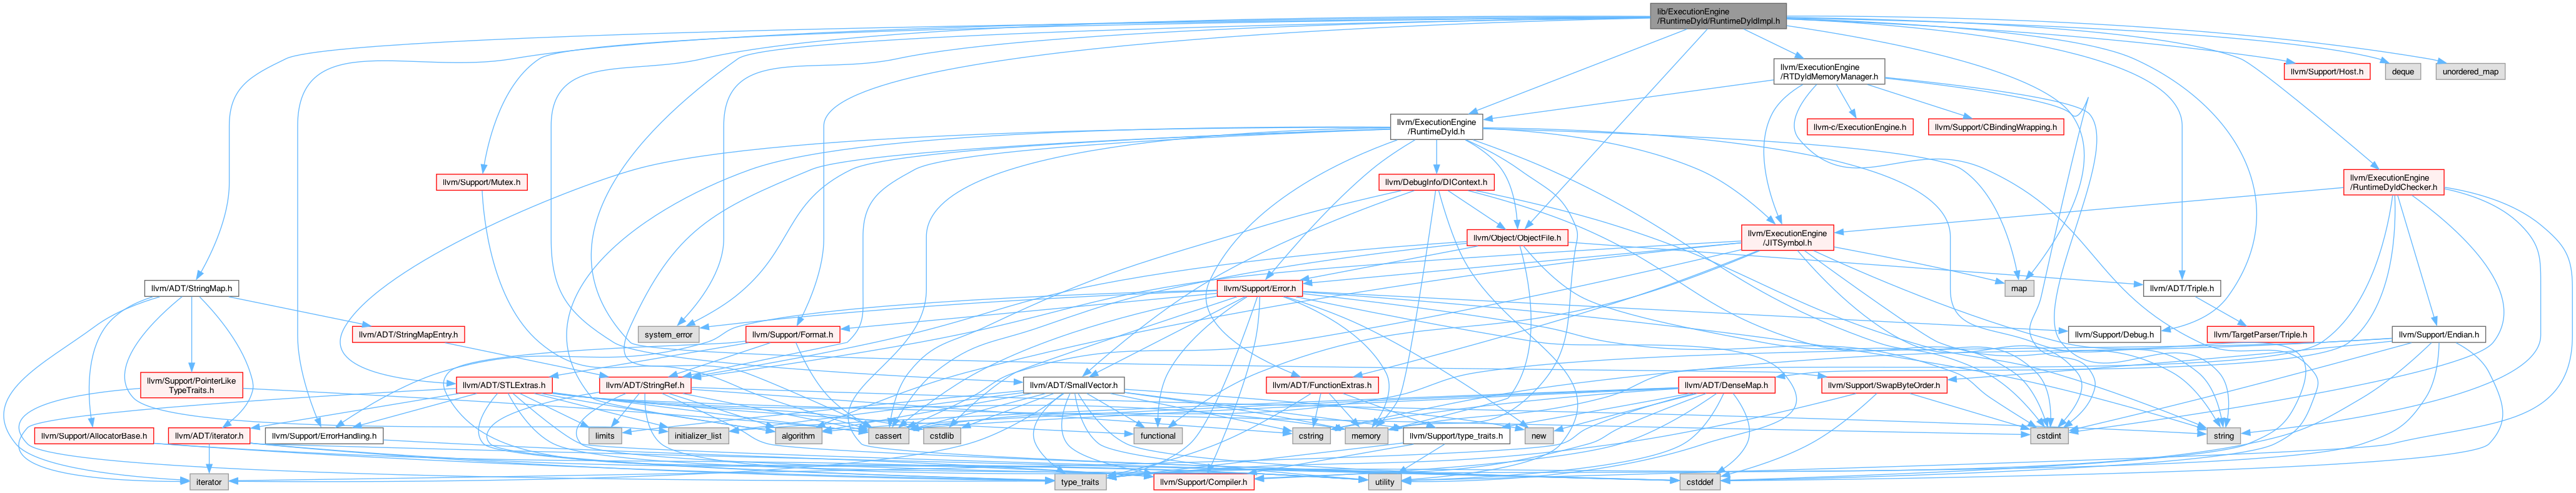 lib/ExecutionEngine
/RuntimeDyld/RuntimeDyldImpl.h
llvm/ExecutionEngine
/RTDyldMemoryManager.h
llvm/Support/Host.h
deque
unordered_map
llvm/ExecutionEngine
/RuntimeDyld.h
llvm-c/ExecutionEngine.h
llvm/Support/CBindingWrapping.h
llvm/Support/Mutex.h
llvm/DebugInfo/DIContext.h
llvm/ExecutionEngine
/RuntimeDyldChecker.h
llvm/Object/ObjectFile.h
llvm/ExecutionEngine
/JITSymbol.h
llvm/ADT/StringMap.h
llvm/Support/Error.h
map
llvm/ADT/Triple.h
llvm/ADT/StringMapEntry.h
system_error
llvm/Support/Format.h
llvm/Support/Debug.h
llvm/TargetParser/Triple.h
llvm/Support/Endian.h
llvm/Support/PointerLike
TypeTraits.h
llvm/ADT/STLExtras.h
llvm/ADT/StringRef.h
llvm/ADT/SmallVector.h
llvm/ADT/FunctionExtras.h
llvm/ADT/DenseMap.h
llvm/Support/SwapByteOrder.h
llvm/Support/AllocatorBase.h
llvm/ADT/iterator.h
llvm/Support/ErrorHandling.h
limits
initializer_list
algorithm
cassert
cstdlib
functional
cstring
memory
llvm/Support/type_traits.h
new
cstdint
string
iterator
type_traits
llvm/Support/Compiler.h
utility
cstddef